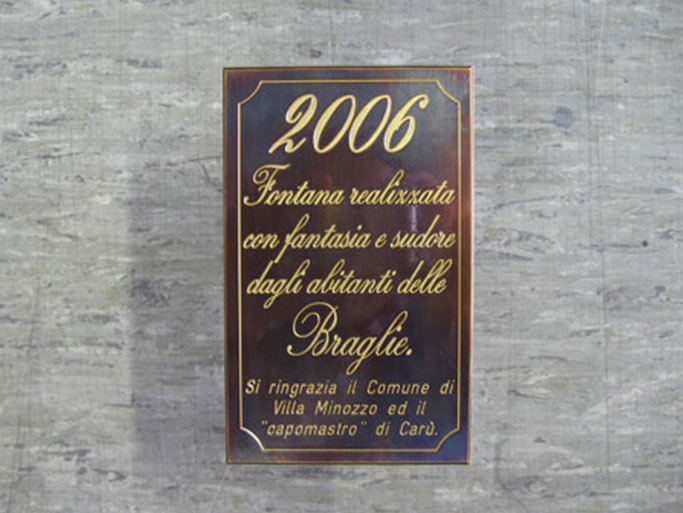 2006
Fontana realizzata
con fantasia e sudore
dagli abitanti delle
Braglie.
Si ringrazia il Comune di
Villa Minozzo ed il
"capomastro" di Carù.